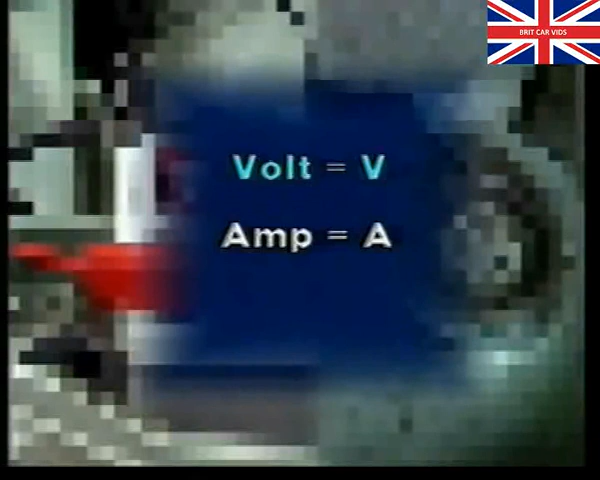 BRIT CAR VIDS
Volt = V
Amp = A